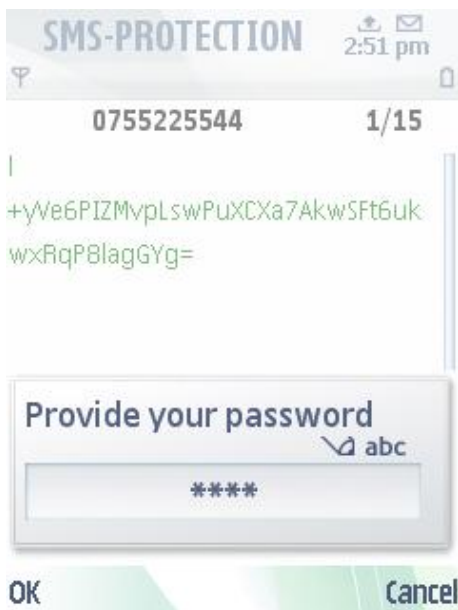 SMS-PROTECTION
2:51 pm
0755225544 1/15
l
+yVe6PIZMvpLswPuXCXa7AkwSFt6uk
wxRqP8lagGYg=
Provide your password
abc
****
OK Cancel